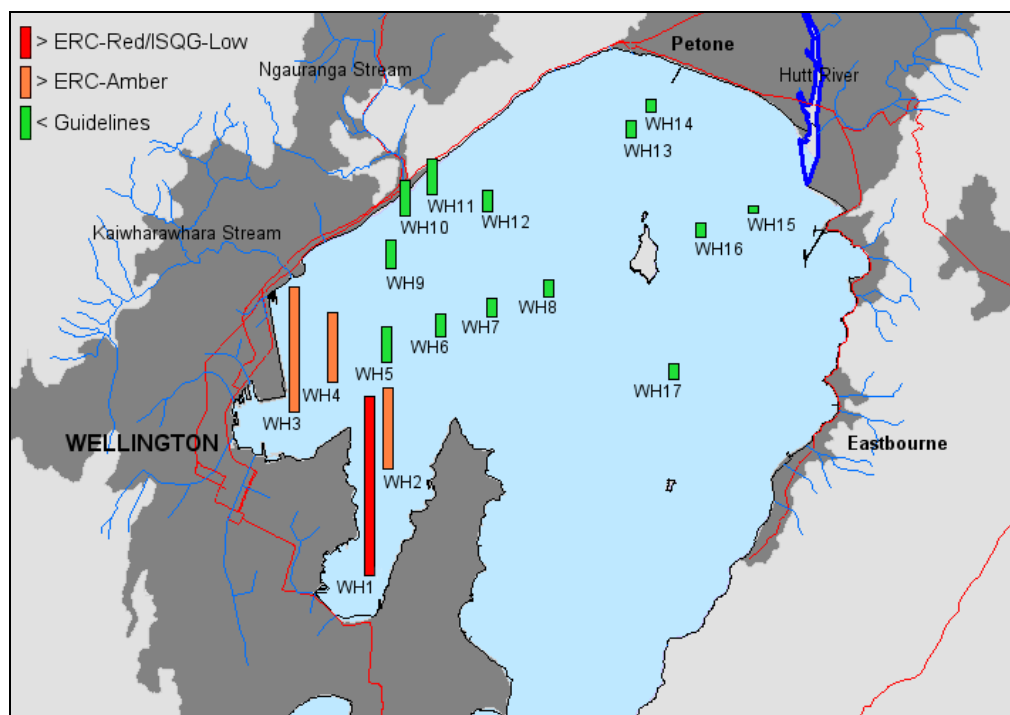 > ERC-Red/ISQG-Low
> ERC-Amber
< Guidelines
Petone
Ngauranga Stream
Hutt River
WH14
WH13
WH11
WH12
WH10
WH15
Kaiwharawhara Stream
WH16
WH9
WH8
WH7
WH6
WH5
WH17
WH4
WH3
WELLINGTON
Eastbourne
WH2
WH1